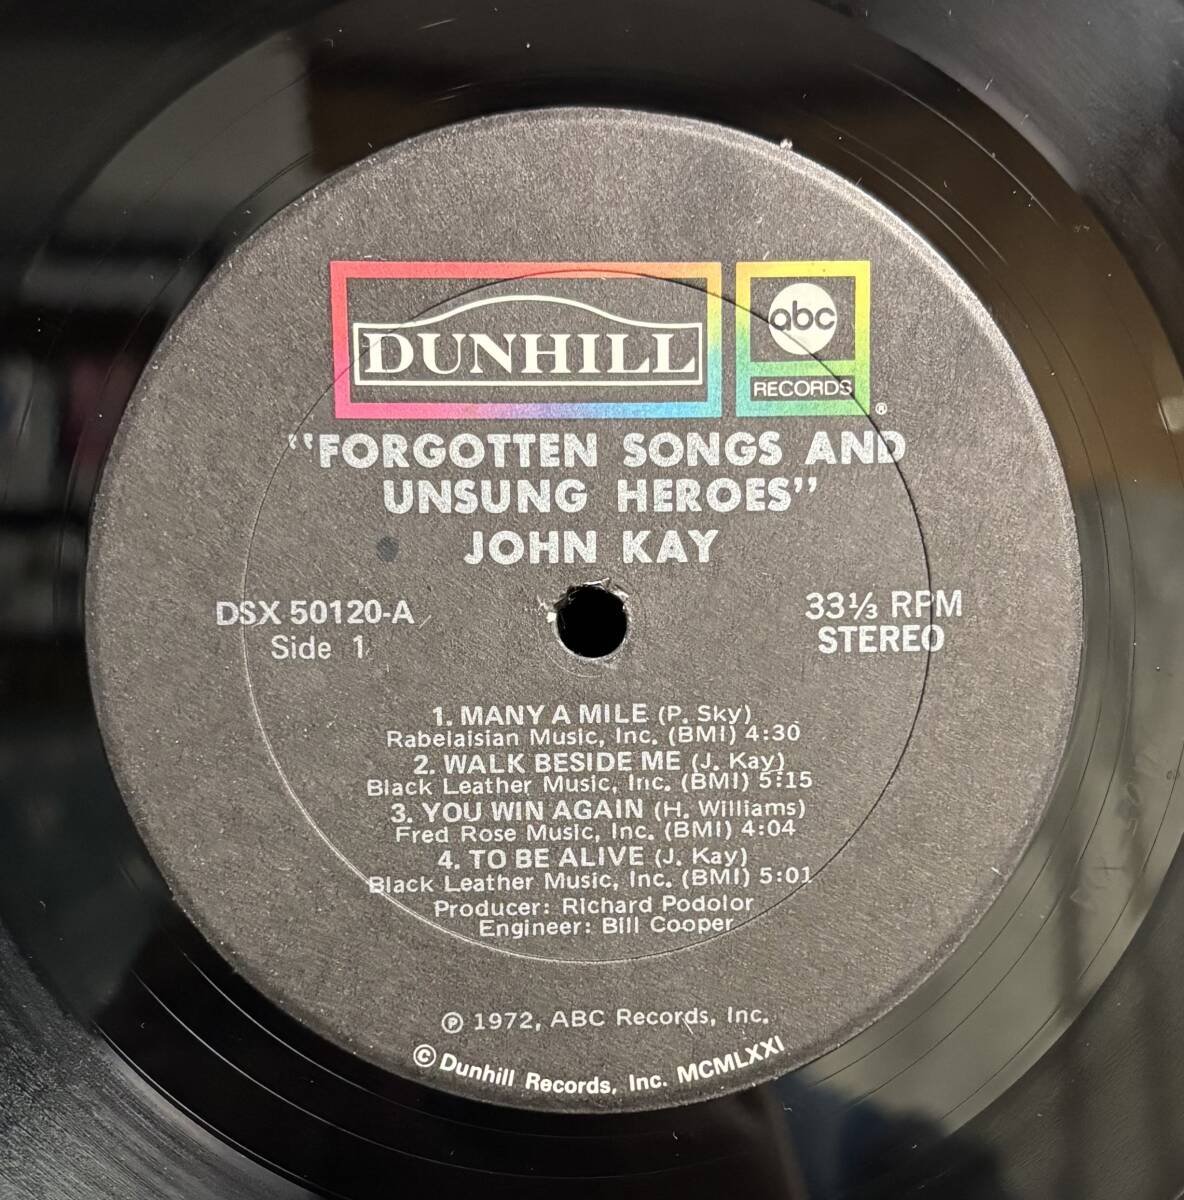 DUNHILL
abc
RECORDS
®
"FORGOTTEN SONGS AND
UNSUNG HEROES"
JOHN KAY
DSX 50120-A
Side 1
33⅓ RPM
STEREO
1. MANY A MILE (P. Sky)
Rabelaisian Music, Inc. (BMI) 4:30
2. WALK BESIDE ME (J. Kay)
Black Leather Music, Inc. (BMI) 5:15
3. YOU WIN AGAIN (H. Williams)
Fred Rose Music, Inc. (BMI) 4:04
4. TO BE ALIVE (J. Kay)
Black Leather Music, Inc. (BMI) 5:01
Producer: Richard Podolor
Engineer: Bill Cooper
℗ 1972, ABC Records, Inc.
© Dunhill Records, Inc. MCMLXXI